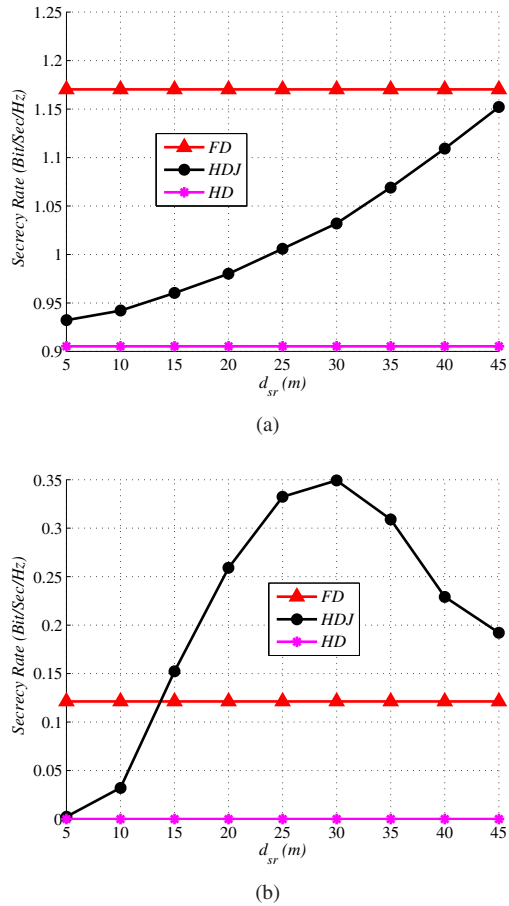 1.25
1.2
1.15
1.1
1.05
1
0.95
0.9
Secrecy Rate (Bit/Sec/Hz)
FD
HDJ
HD
5 10 15 20 25 30 35 40 45
d_sr (m)
(a)
0.35
0.3
0.25
0.2
0.15
0.1
0.05
0
Secrecy Rate (Bit/Sec/Hz)
FD
HDJ
HD
5 10 15 20 25 30 35 40 45
d_sr (m)
(b)